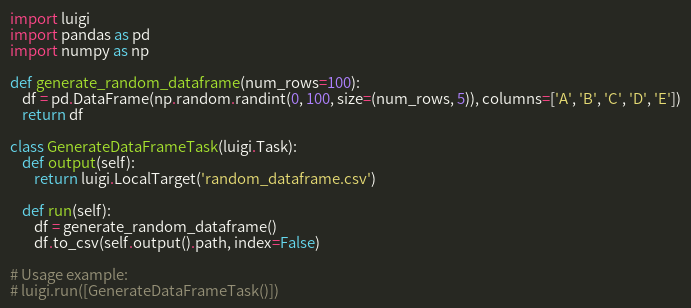 import luigi
import pandas as pd
import numpy as np

def generate_random_dataframe(num_rows=100):
    df = pd.DataFrame(np.random.randint(0, 100, size=(num_rows, 5)), columns=['A', 'B', 'C', 'D', 'E'])
    return df

class GenerateDataFrameTask(luigi.Task):
    def output(self):
        return luigi.LocalTarget('random_dataframe.csv')

    def run(self):
        df = generate_random_dataframe()
        df.to_csv(self.output().path, index=False)

# Usage example:
# luigi.run([GenerateDataFrameTask()])